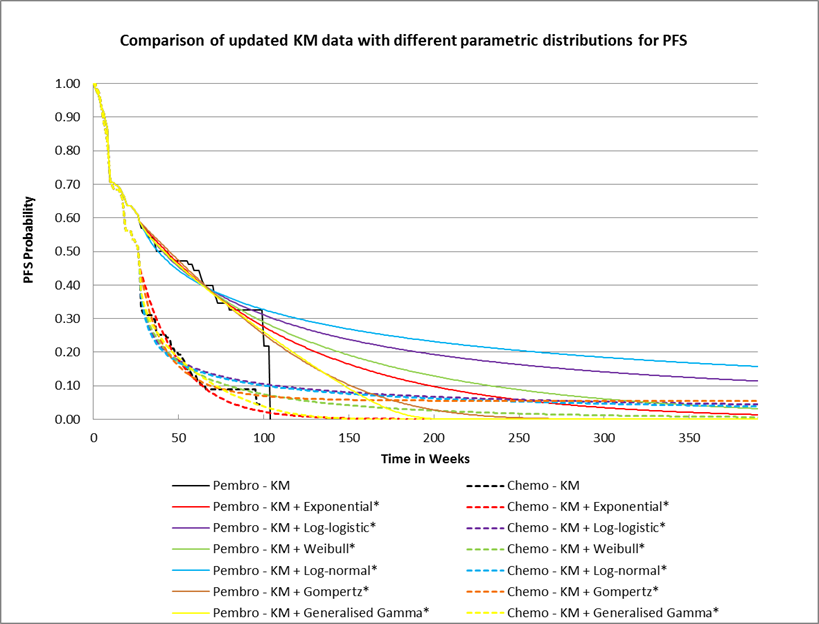 Comparison of updated KM data with different parametric distributions for PFS
1.00
0.90
0.80
0.70
0.60
0.50
0.40
0.30
0.20
0.10
0.00
PFS Probability
0 50 100 150 200 250 300 350
Time in Weeks
Pembro - KM Chemo - KM
Pembro - KM + Exponential* Chemo - KM + Exponential*
Pembro - KM + Log-logistic* Chemo - KM + Log-logistic*
Pembro - KM + Weibull* Chemo - KM + Weibull*
Pembro - KM + Log-normal* Chemo - KM + Log-normal*
Pembro - KM + Gompertz* Chemo - KM + Gompertz*
Pembro - KM + Generalised Gamma* Chemo - KM + Generalised Gamma*